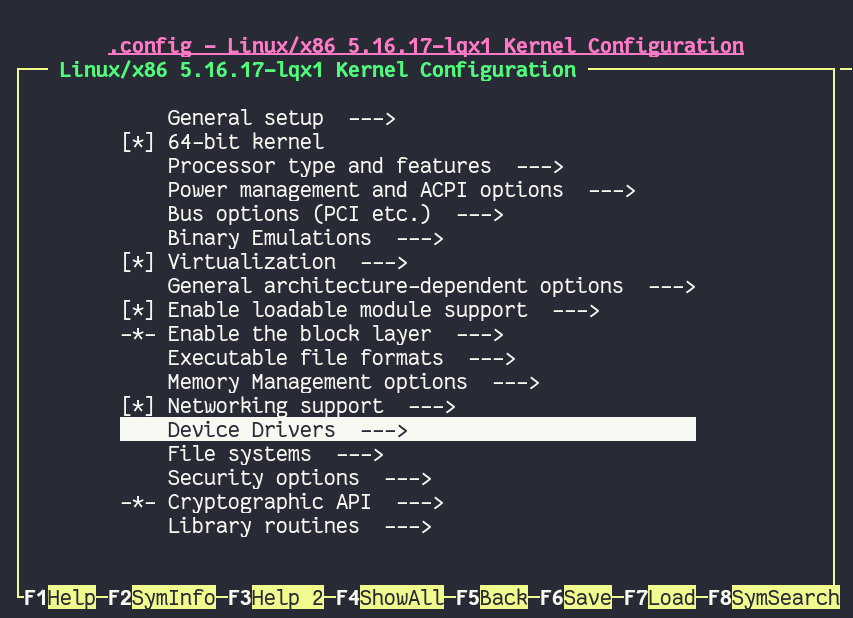 .config - Linux/x86 5.16.17-lqx1 Kernel Configuration
Linux/x86 5.16.17-lqx1 Kernel Configuration
General setup  --->
[*] 64-bit kernel
Processor type and features  --->
Power management and ACPI options  --->
Bus options (PCI etc.)  --->
Binary Emulations  --->
[*] Virtualization  --->
General architecture-dependent options  --->
[*] Enable loadable module support  --->
-*- Enable the block layer  --->
Executable file formats  --->
Memory Management options  --->
[*] Networking support  --->
Device Drivers  --->
File systems  --->
Security options  --->
-*- Cryptographic API  --->
Library routines  --->
F1Help-F2SymInfo-F3Help 2-F4ShowAll-F5Back-F6Save-F7Load-F8SymSearch